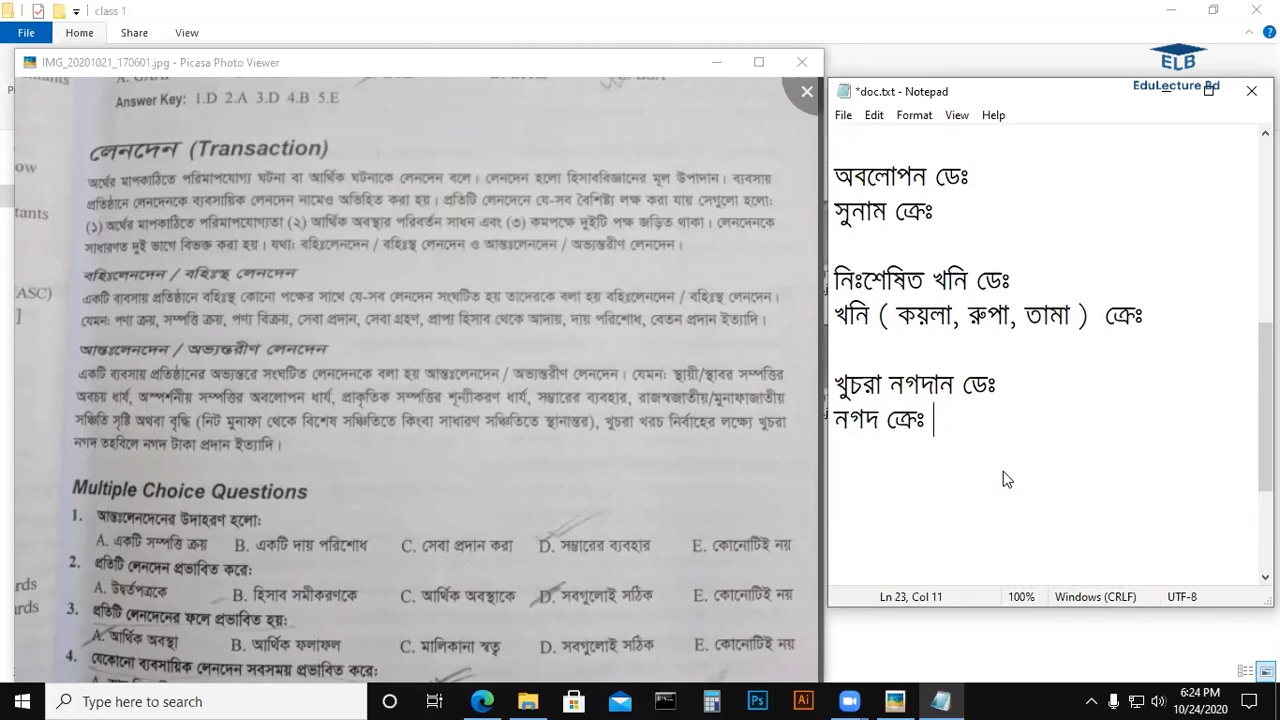 class 1
File Home Share View
IMG_20201021_170601.jpg - Picasa Photo Viewer
Answer Key: 1.D 2.A 3.D 4.B 5.E
লেনদেন (Transaction)
অর্থের মাপকাঠিতে পরিমাপযোগ্য ঘটনা বা আর্থিক ঘটনাকে লেনদেন বলে। লেনদেন হলো হিসাববিজ্ঞানের মূল উপাদান। ব্যবসায়
প্রতিষ্ঠানে লেনদেনকে ব্যবসায়িক লেনদেন নামেও অভিহিত করা হয়। প্রতিটি লেনদেনে যে-সব বৈশিষ্ট্য লক্ষ করা যায় সেগুলো হলো:
(১) অর্থের মাপকাঠিতে পরিমাপযোগ্যতা (২) আর্থিক অবস্থার পরিবর্তন সাধন এবং (৩) কমপক্ষে দুইটি পক্ষ জড়িত থাকা। লেনদেনকে
সাধারণত দুই ভাগে বিভক্ত করা হয়। যথা: বহিঃলেনদেন / বহিঃস্থ লেনদেন ও আন্তঃলেনদেন / অভ্যন্তরীণ লেনদেন।
বহিঃলেনদেন / বহিঃস্থ লেনদেন
একটি ব্যবসায় প্রতিষ্ঠানে বহিঃস্থ কোনো পক্ষের সাথে যে-সব লেনদেন সংঘটিত হয় তাদেরকে বলা হয় বহিঃলেনদেন / বহিঃস্থ লেনদেন।
যেমন: পণ্য ক্রয়, সম্পত্তি ক্রয়, পণ্য বিক্রয়, সেবা প্রদান, সেবা গ্রহণ, প্রাপ্য হিসাব থেকে আদায়, দায় পরিশোধ, বেতন প্রদান ইত্যাদি।
আন্তঃলেনদেন / অভ্যন্তরীণ লেনদেন
একটি ব্যবসায় প্রতিষ্ঠানের অভ্যন্তরে সংঘটিত লেনদেনকে বলা হয় আন্তঃলেনদেন / অভ্যন্তরীণ লেনদেন। যেমন: স্থায়ী/স্থাবর সম্পত্তির
অবচয় ধার্য, অস্পর্শনীয় সম্পত্তির অবলোপন ধার্য, প্রাকৃতিক সম্পত্তির শূন্যীকরণ ধার্য, সম্ভারের ব্যবহার, রাজস্বজাতীয়/মুনাফাজাতীয়
সঞ্চিতি সৃষ্টি অথবা বৃদ্ধি (নিট মুনাফা থেকে বিশেষ সঞ্চিতিতে কিংবা সাধারণ সঞ্চিতিতে স্থানান্তর), খুচরা খরচ নির্বাহের লক্ষ্যে খুচরা
নগদ তহবিলে নগদ টাকা প্রদান ইত্যাদি।
Multiple Choice Questions
1. আন্তঃলেনদেনের উদাহরণ হলো:
A. একটি সম্পত্তি ক্রয় B. একটি দায় পরিশোধ C. সেবা প্রদান করা D. সম্ভারের ব্যবহার E. কোনোটিই নয়
2. প্রতিটি লেনদেন প্রভাবিত করে:
A. উদ্বর্তপত্রকে B. হিসাব সমীকরণকে C. আর্থিক অবস্থাকে D. সবগুলোই সঠিক E. কোনোটিই নয়
3. প্রতিটি লেনদেনের ফলে প্রভাবিত হয়:
A. আর্থিক অবস্থা B. আর্থিক ফলাফল C. মালিকানা স্বত্ব D. সবগুলোই সঠিক E. কোনোটিই নয়
4. যেকোনো ব্যবসায়িক লেনদেন সবসময় প্রভাবিত করে:
ELB
EduLecture Bd
*doc.txt - Notepad
File Edit Format View Help
অবলোপন ডেঃ
সুনাম ক্রেঃ
নিঃশেষিত খনি ডেঃ
খনি ( কয়লা, রুপা, তামা ) ক্রেঃ
খুচরা নগদান ডেঃ
নগদ ক্রেঃ
Ln 23, Col 11 100% Windows (CRLF) UTF-8
Type here to search
6:24 PM
10/24/2020